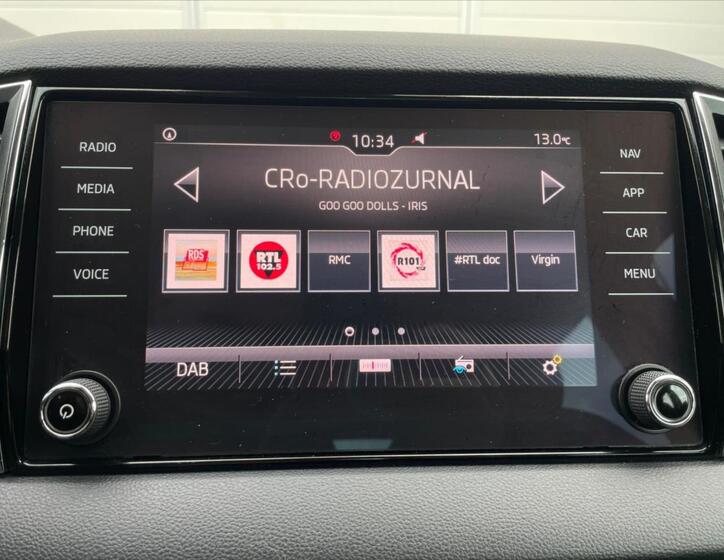 RADIO
MEDIA
PHONE
VOICE
10:34
13.0°C
CRo-RADIOZURNAL
GOO GOO DOLLS - IRIS
RDS
RTL
102.5
RMC
R101
#RTL doc
Virgin
DAB
NAV
APP
CAR
MENU